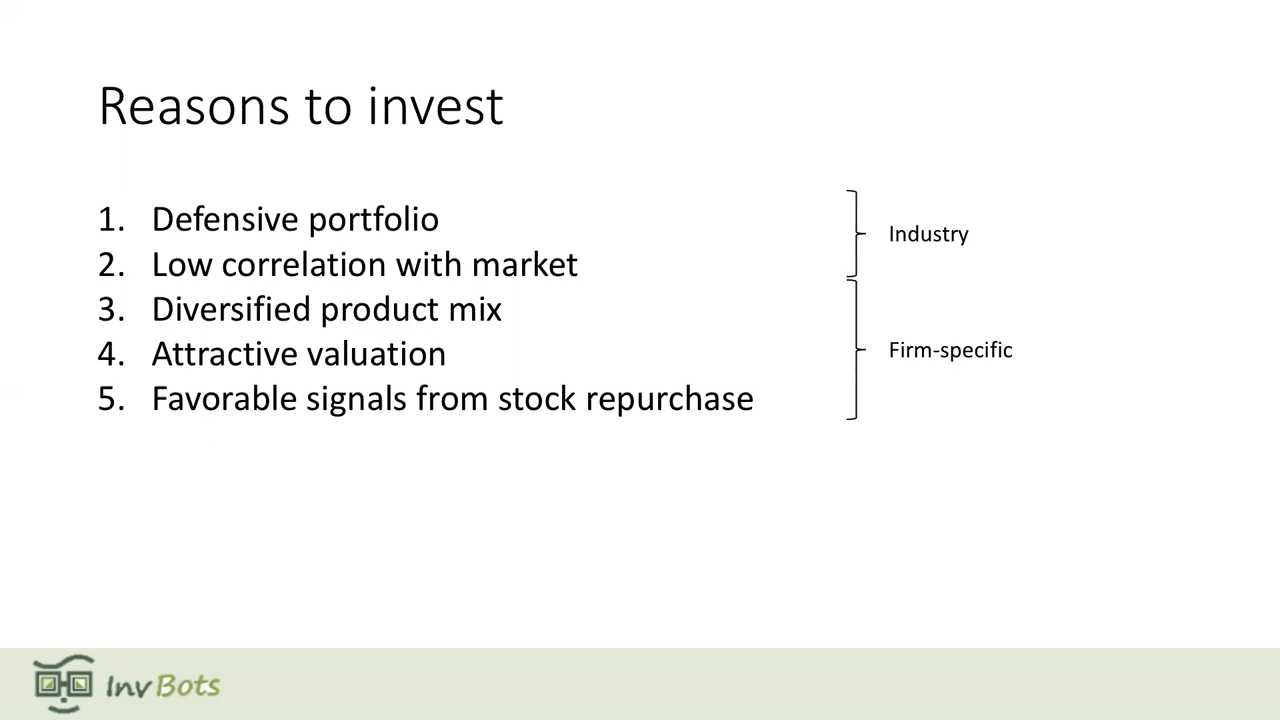 Reasons to invest
1. Defensive portfolio
2. Low correlation with market
3. Diversified product mix
4. Attractive valuation
5. Favorable signals from stock repurchase
Industry
Firm-specific
InvBots